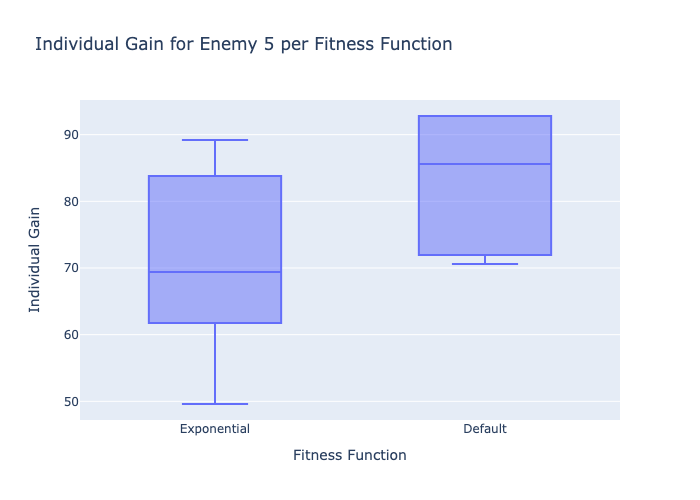 Individual Gain for Enemy 5 per Fitness Function
90
80
70
60
50
Individual Gain
Exponential
Default
Fitness Function